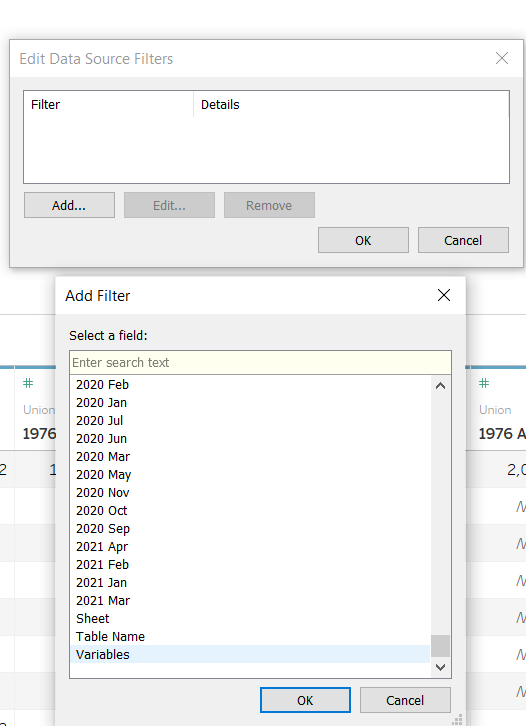 Edit Data Source Filters
Filter Details
Add... Edit... Remove
OK Cancel
Add Filter
Select a field:
Enter search text
2020 Feb
2020 Jan
2020 Jul
2020 Jun
2020 Mar
2020 May
2020 Nov
2020 Oct
2020 Sep
2021 Apr
2021 Feb
2021 Jan
2021 Mar
Sheet
Table Name
Variables
OK Cancel
#
Union
1976
2 1
#
Union
1976 A
2,0